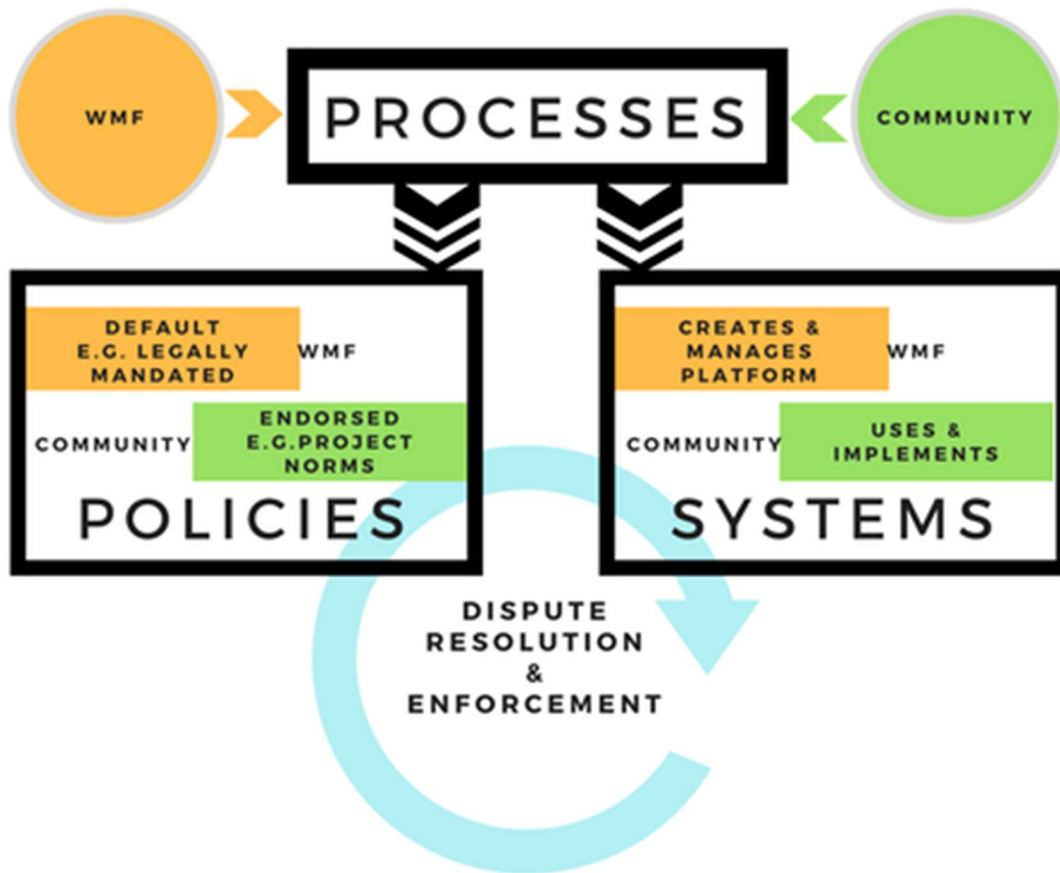 WMF
PROCESSES
COMMUNITY
DEFAULT
E.G. LEGALLY
MANDATED
WMF
COMMUNITY
ENDORSED
E.G.PROJECT
NORMS
POLICIES
CREATES &
MANAGES
PLATFORM
WMF
COMMUNITY
USES &
IMPLEMENTS
SYSTEMS
DISPUTE
RESOLUTION
&
ENFORCEMENT